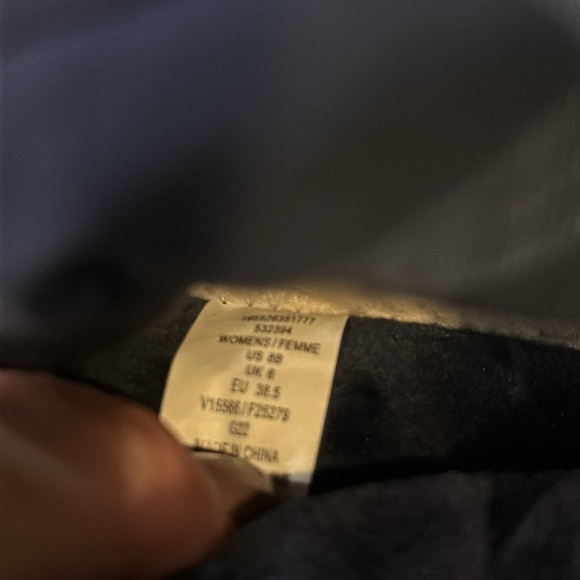 532394
WOMENS/FEMME
US 8B
UK 6
EU 38.5
V15566/F25279
G22
MADE IN CHINA